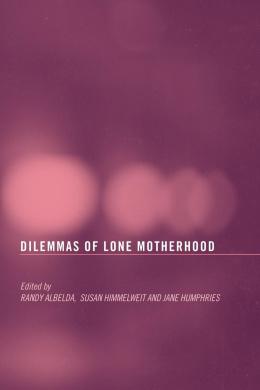 DILEMMAS OF LONE MOTHERHOOD
Edited by
RANDY ALBELDA, SUSAN HIMMELWEIT AND JANE HUMPHRIES